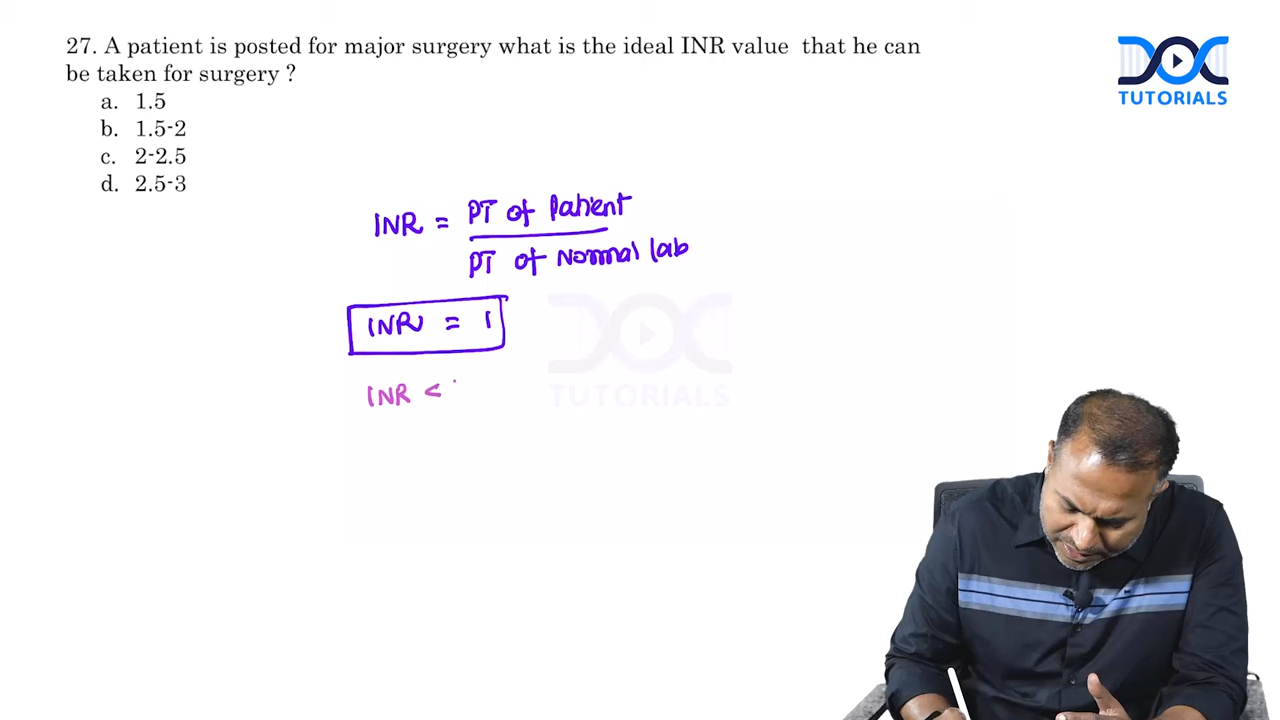 27. A patient is posted for major surgery what is the ideal INR value that he can
be taken for surgery ?
a. 1.5
b. 1.5-2
c. 2-2.5
d. 2.5-3
TUTORIALS
INR = PT of Patient
PT of Normal lab
INR = 1
INR <
TUTORIALS